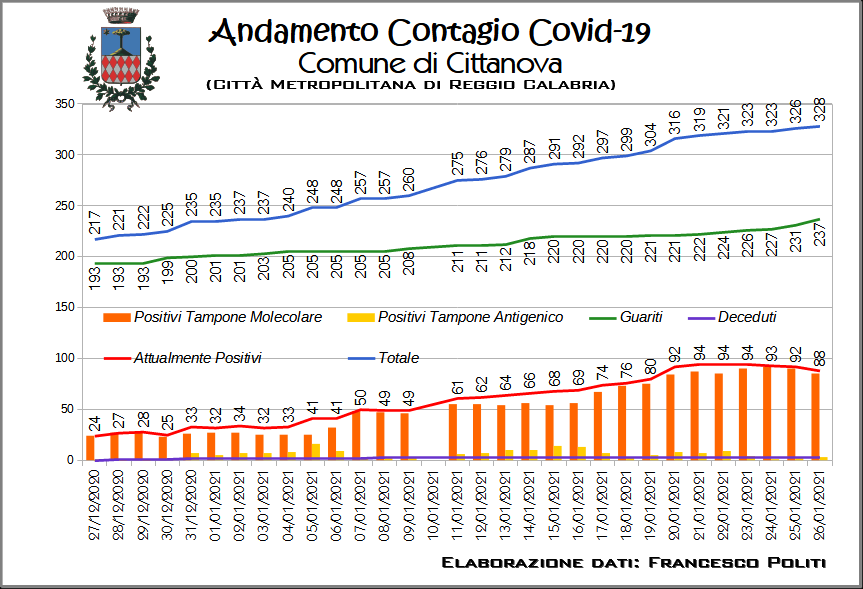 Andamento Contagio Covid-19
Comune di Cittanova
(Città Metropolitana di Reggio Calabria)
350
300
250
200
150
100
50
0
217 221 222 225 235 235 237 237 240 248 248 257 257 260 275 276 279 287 291 292 297 299 304 316 319 321 323 323 326 328
193 193 193 199 200 201 201 203 205 205 205 205 205 208 211 211 212 218 220 220 220 220 221 221 222 224 226 227 231 237
Positivi Tampone Molecolare Positivi Tampone Antigenico Guariti Deceduti
Attualmente Positivi Totale
24 27 28 25 33 32 34 32 33 41 41 50 49 49 61 62 64 66 68 69 74 76 80 92 94 94 94 93 92 88
27/12/2020 28/12/2020 29/12/2020 30/12/2020 31/12/2020 01/01/2021 02/01/2021 03/01/2021 04/01/2021 05/01/2021 06/01/2021 07/01/2021 08/01/2021 09/01/2021 10/01/2021 11/01/2021 12/01/2021 13/01/2021 14/01/2021 15/01/2021 16/01/2021 17/01/2021 18/01/2021 19/01/2021 20/01/2021 21/01/2021 22/01/2021 23/01/2021 24/01/2021 25/01/2021 26/01/2021
Elaborazione dati: Francesco Politi